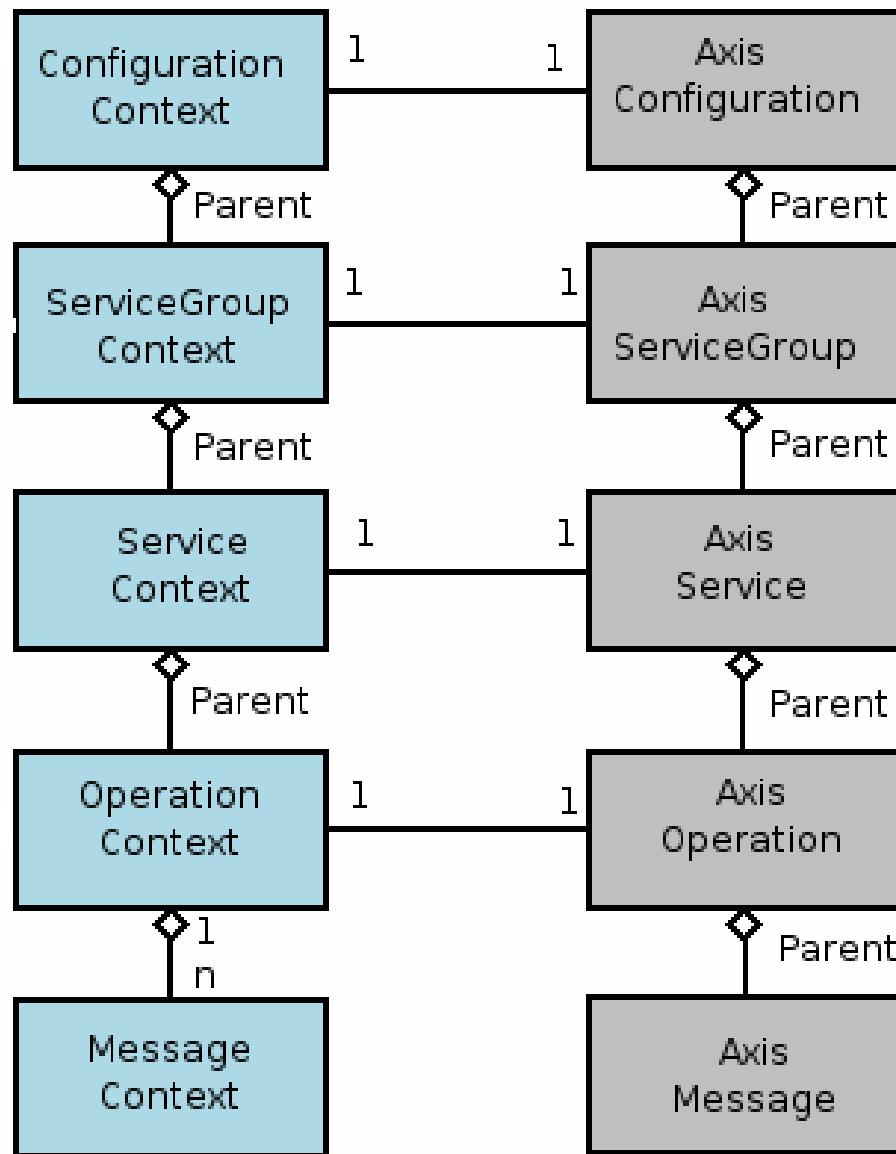 Configuration
Context
1
1
Axis
Configuration
Parent
Parent
ServiceGroup
Context
1
1
Axis
ServiceGroup
Parent
Parent
Service
Context
1
1
Axis
Service
Parent
Parent
Operation
Context
1
1
Axis
Operation
1
n
Parent
Message
Context
Axis
Message